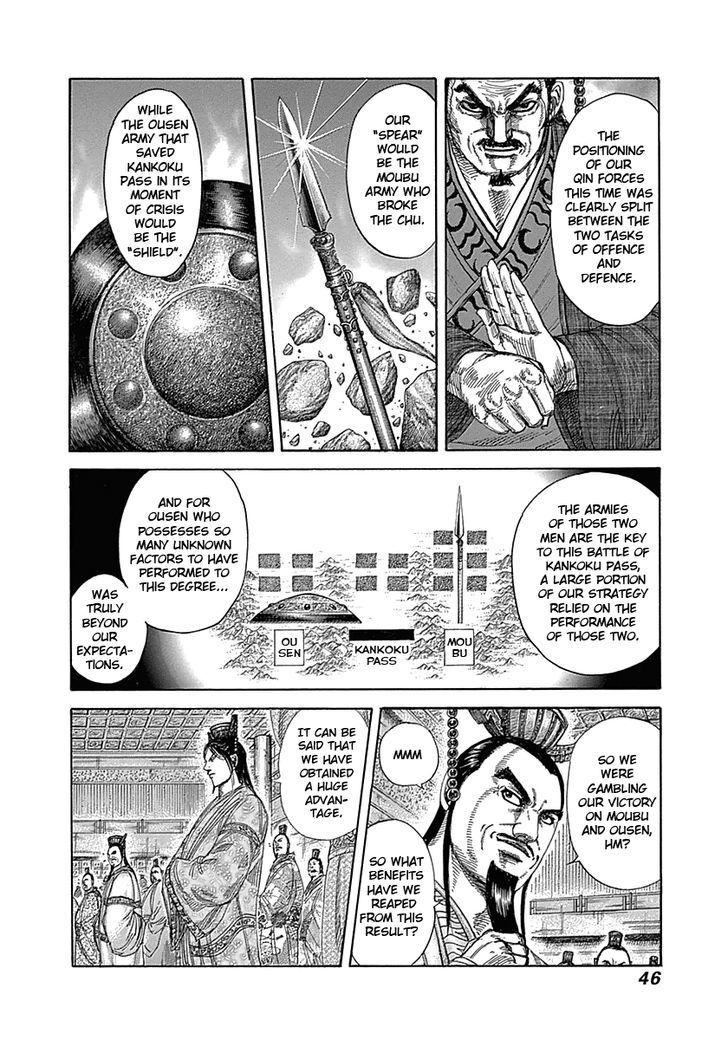 THE
POSITIONING
OF OUR
QIN FORCES
THIS TIME WAS
CLEARLY SPLIT
BETWEEN THE
TWO TASKS
OF OFFENCE
AND
DEFENCE.
OUR
"SPEAR"
WOULD
BE THE
MOUBU
ARMY WHO
BROKE
THE CHU.
WHILE
THE OUSEN
ARMY THAT
SAVED
KANKOKU
PASS IN ITS
MOMENT
OF CRISIS
WOULD
BE THE
"SHIELD".
THE ARMIES
OF THOSE TWO
MEN ARE THE KEY
TO THIS BATTLE OF
KANKOKU PASS,
A LARGE PORTION
OF OUR STRATEGY
RELIED ON THE
PERFORMANCE
OF THOSE TWO.
OU
SEN
KANKOKU
PASS
MOU
BU
AND FOR
OUSEN WHO
POSSESSES SO
MANY UNKNOWN
FACTORS TO HAVE
PERFORMED TO
THIS DEGREE...
WAS
TRULY
BEYOND
OUR
EXPECTA-
TIONS.
SO WE
WERE
GAMBLING
OUR VICTORY
ON MOUBU
AND OUSEN,
HM?
MMM
SO WHAT
BENEFITS
HAVE WE
REAPED
FROM THIS
RESULT?
IT CAN BE
SAID THAT
WE HAVE
OBTAINED
A HUGE
ADVAN-
TAGE.
46